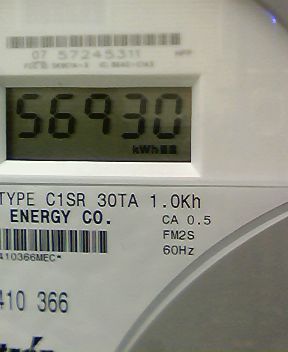 07 57245311
56930
kWh
TYPE C1SR 30TA 1.0Kh
ENERGY CO.
CA 0.5
FM2S
60Hz
410366MEC*
410 366